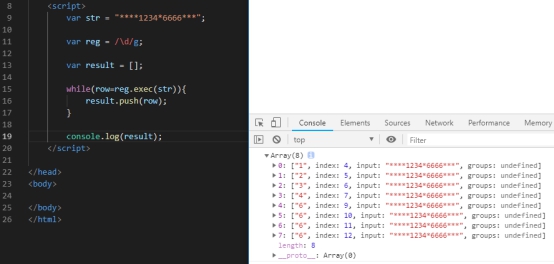 8 <script>
9 var str = "****1234*6666***";
10
11 var reg = /\d/g;
12
13 var result = [];
14
15 while(row=reg.exec(str)){
16 result.push(row);
17 }
18
19 console.log(result);
20 </script>
21
22 </head>
23 <body>
24
25 </body>
26 </html>
Console Elements Sources Network Performance Memory
top Filter
Array(8)
0: ["1", index: 4, input: "****1234*6666***", groups: undefined]
1: ["2", index: 5, input: "****1234*6666***", groups: undefined]
2: ["3", index: 6, input: "****1234*6666***", groups: undefined]
3: ["4", index: 7, input: "****1234*6666***", groups: undefined]
4: ["6", index: 9, input: "****1234*6666***", groups: undefined]
5: ["6", index: 10, input: "****1234*6666***", groups: undefined]
6: ["6", index: 11, input: "****1234*6666***", groups: undefined]
7: ["6", index: 12, input: "****1234*6666***", groups: undefined]
length: 8
__proto__: Array(0)